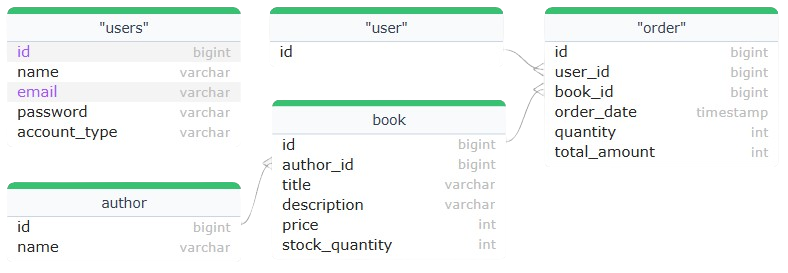 "users"
id bigint
name varchar
email varchar
password varchar
account_type varchar
"user"
id
"order"
id bigint
user_id bigint
book_id bigint
order_date timestamp
quantity int
total_amount int
book
id bigint
author_id bigint
title varchar
description varchar
price int
stock_quantity int
author
id bigint
name varchar